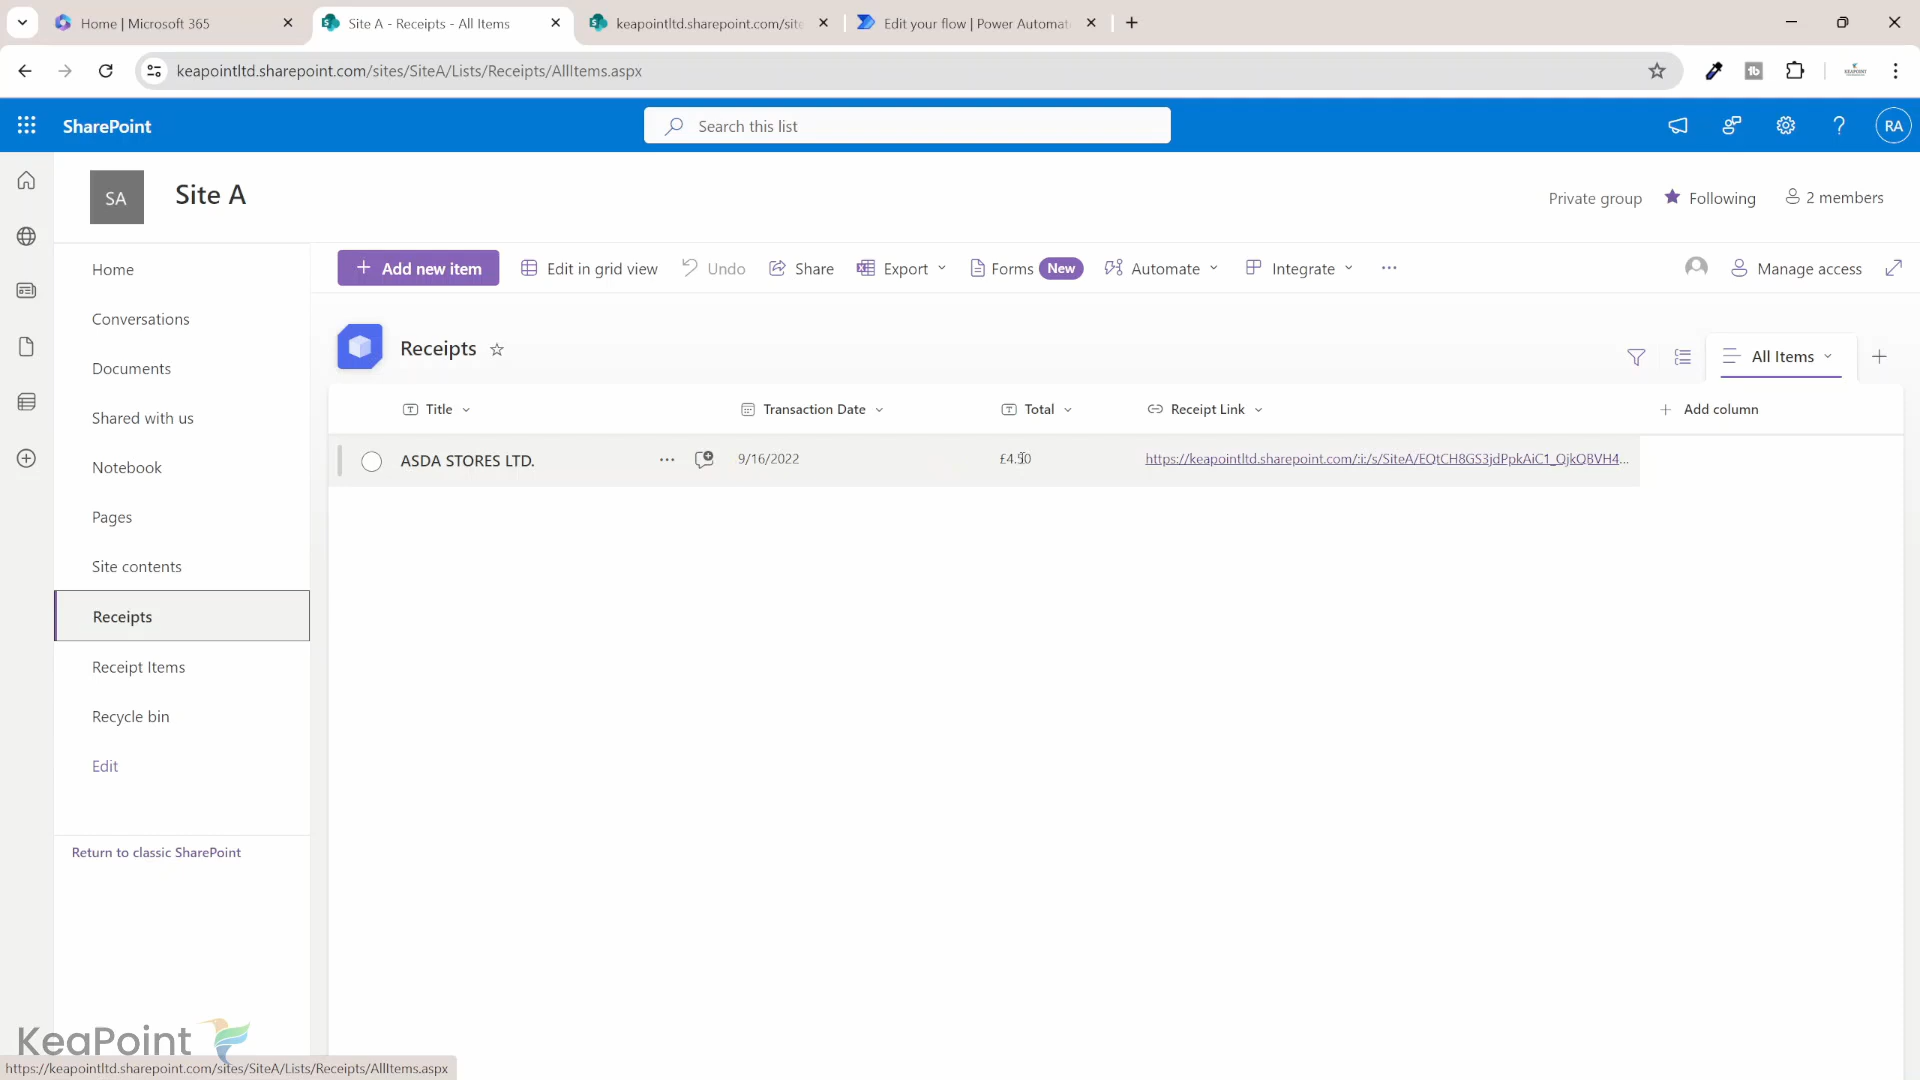 Home | Microsoft 365
Site A - Receipts - All Items
keapointltd.sharepoint.com/site
Edit your flow | Power Automat
keapointltd.sharepoint.com/sites/SiteA/Lists/Receipts/AllItems.aspx
KEAPOINT
SharePoint
Search this list
?
RA
SA
Site A
Private group
Following
2 members
Home
Conversations
Documents
Shared with us
Notebook
Pages
Site contents
Receipts
Receipt Items
Recycle bin
Edit
Return to classic SharePoint
+ Add new item
Edit in grid view
Undo
Share
Export
Forms New
Automate
Integrate
...
Manage access
Receipts
All Items
Title
Transaction Date
Total
Receipt Link
+ Add column
ASDA STORES LTD.
9/16/2022
£4.50
https://keapointltd.sharepoint.com/:i:/s/SiteA/EQtCH8GS3jdPpkAiC1_QjkQBVH4...
KeaPoint
https://keapointltd.sharepoint.com/sites/SiteA/Lists/Receipts/AllItems.aspx